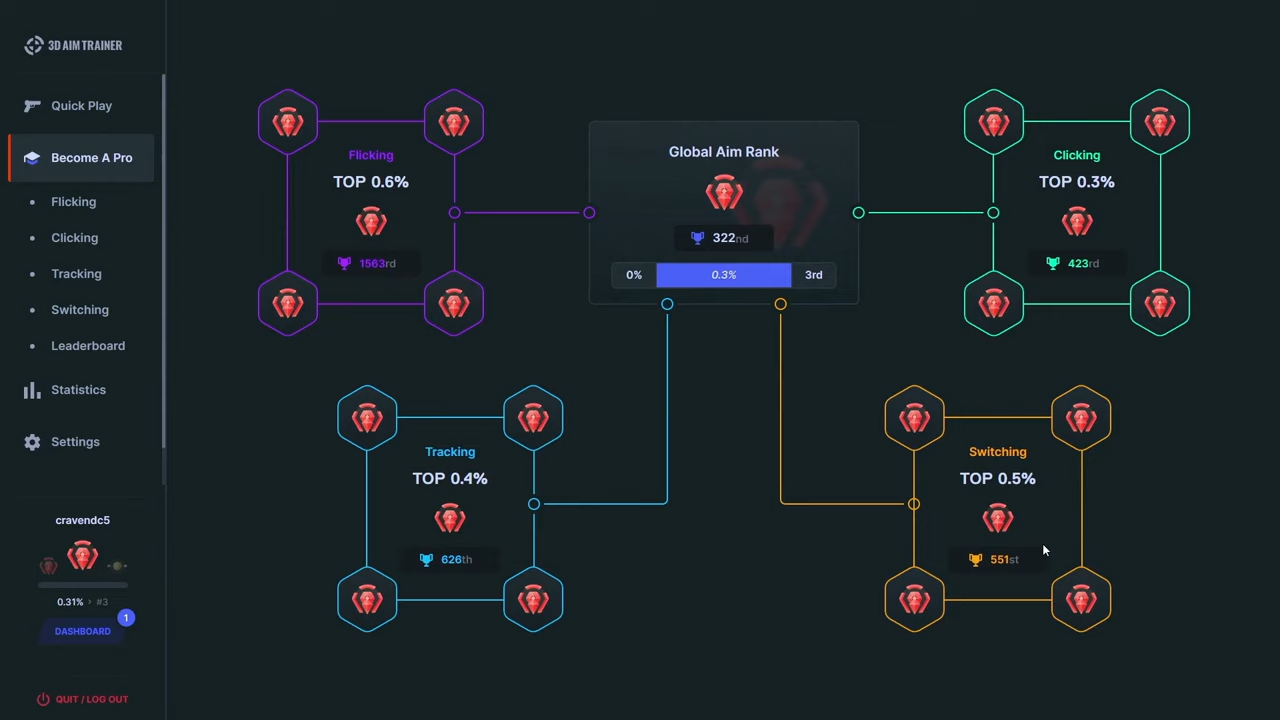 3D AIM TRAINER
Quick Play
Become A Pro
Flicking
Clicking
Tracking
Switching
Leaderboard
Statistics
Settings
cravendc5
0.31% › #3
1
DASHBOARD
QUIT / LOG OUT
Flicking
TOP 0.6%
1563rd
Global Aim Rank
322nd
0% 0.3% 3rd
Clicking
TOP 0.3%
423rd
Tracking
TOP 0.4%
626th
Switching
TOP 0.5%
551st